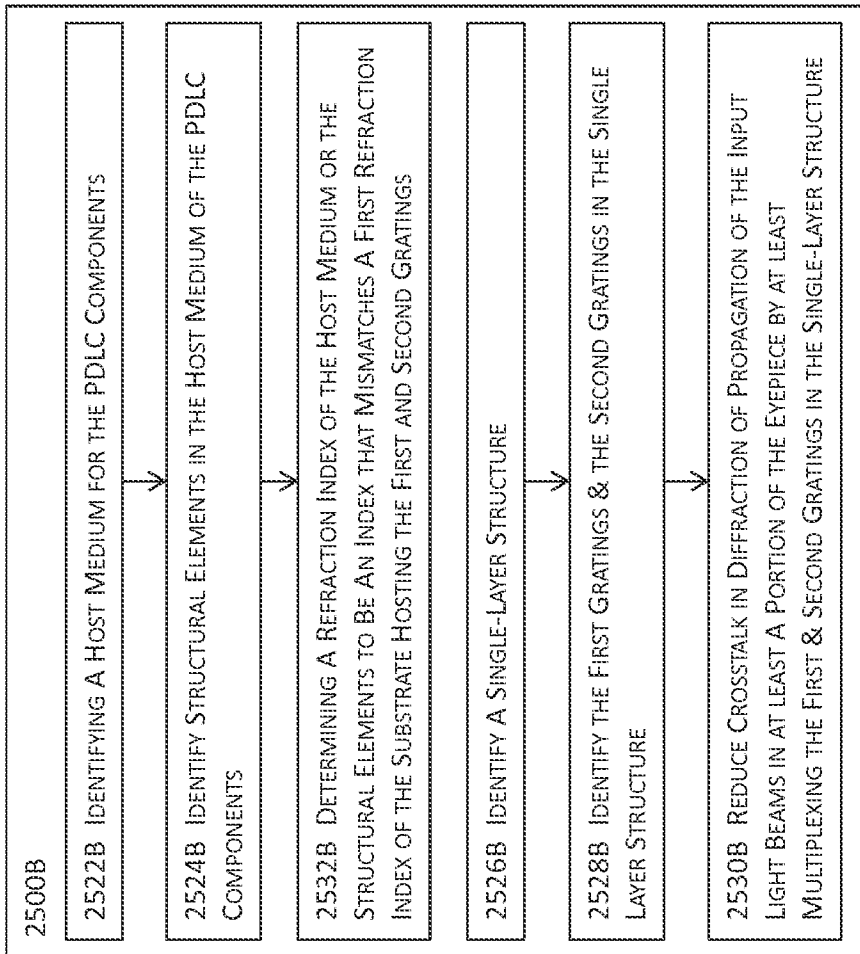 2500B
2522B IDENTIFYING A HOST MEDIUM FOR THE PDLC COMPONENTS
2524B IDENTIFY STRUCTURAL ELEMENTS IN THE HOST MEDIUM OF THE PDLC
COMPONENTS
2532B DETERMINING A REFRACTION INDEX OF THE HOST MEDIUM OR THE
STRUCTURAL ELEMENTS TO BE AN INDEX THAT MISMATCHES A FIRST REFRACTION
INDEX OF THE SUBSTRATE HOSTING THE FIRST AND SECOND GRATINGS
2526B IDENTIFY A SINGLE-LAYER STRUCTURE
2528B IDENTIFY THE FIRST GRATINGS & THE SECOND GRATINGS IN THE SINGLE
LAYER STRUCTURE
2530B REDUCE CROSSTALK IN DIFFRACTION OF PROPAGATION OF THE INPUT
LIGHT BEAMS IN AT LEAST A PORTION OF THE EYEPIECE BY AT LEAST
MULTIPLEXING THE FIRST & SECOND GRATINGS IN THE SINGLE-LAYER STRUCTURE